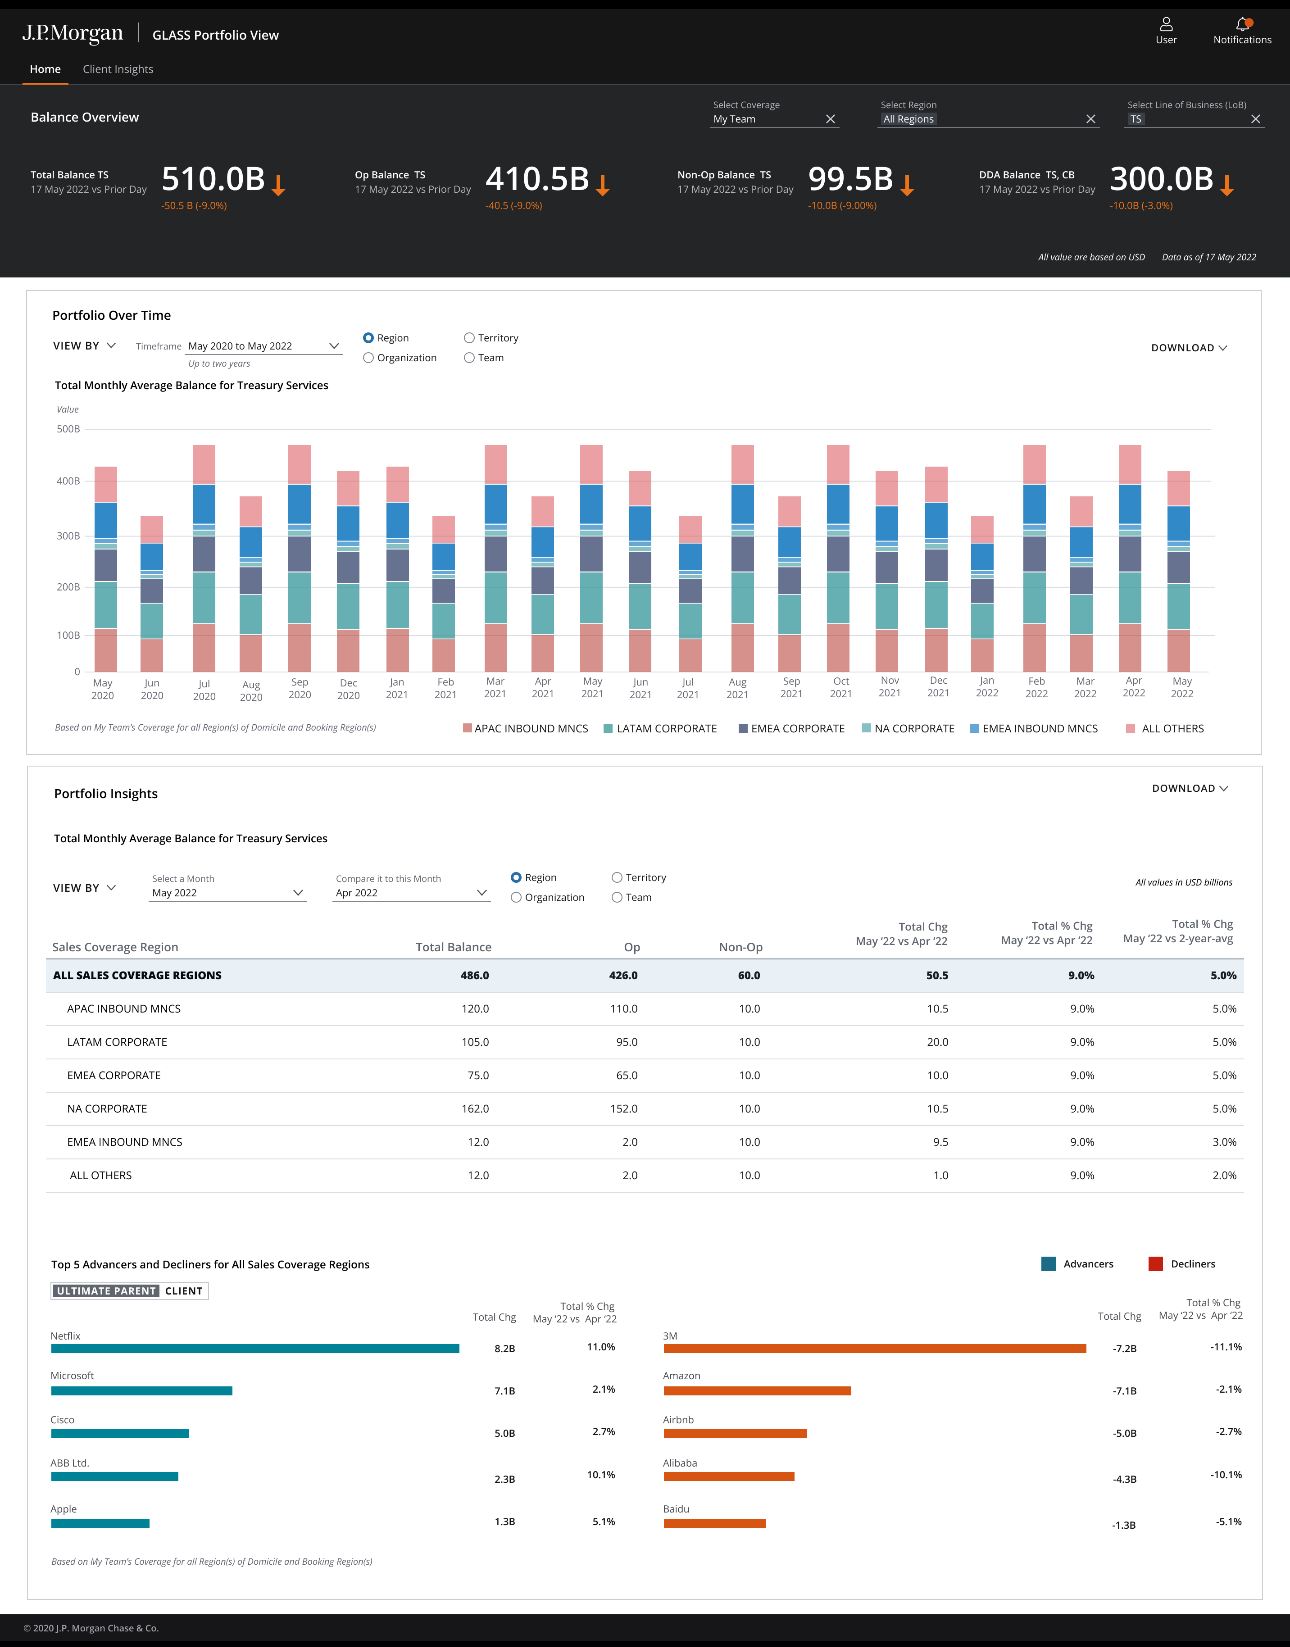 J.P.Morgan | GLASS Portfolio View
User
Notifications
Home
Client Insights
Balance Overview
Select Coverage
My Team
Select Region
All Regions
Select Line of Business (LoB)
TS
Total Balance TS
17 May 2022 vs Prior Day
510.0B
-50.5 B (-9.0%)
Op Balance TS
17 May 2022 vs Prior Day
410.5B
-40.5 (-9.0%)
Non-Op Balance TS
17 May 2022 vs Prior Day
99.5B
-10.0B (-9.00%)
DDA Balance TS, CB
17 May 2022 vs Prior Day
300.0B
-10.0B (-3.0%)
All value are based on USD
Data as of 17 May 2022
Portfolio Over Time
VIEW BY
Timeframe
May 2020 to May 2022
Up to two years
Region
Territory
Organization
Team
DOWNLOAD
Total Monthly Average Balance for Treasury Services
Value
500B
400B
300B
200B
100B
0
May 2020
Jun 2020
Jul 2020
Aug 2020
Sep 2020
Dec 2020
Jan 2021
Feb 2021
Mar 2021
Apr 2021
May 2021
Jun 2021
Jul 2021
Aug 2021
Sep 2021
Oct 2021
Nov 2021
Dec 2021
Jan 2022
Feb 2022
Mar 2022
Apr 2022
May 2022
Based on My Team's Coverage for all Region(s) of Domicile and Booking Region(s)
APAC INBOUND MNCS
LATAM CORPORATE
EMEA CORPORATE
NA CORPORATE
EMEA INBOUND MNCS
ALL OTHERS
Portfolio Insights
DOWNLOAD
Total Monthly Average Balance for Treasury Services
VIEW BY
Select a Month
May 2022
Compare it to this Month
Apr 2022
Region
Territory
Organization
Team
All values in USD billions
Sales Coverage Region
Total Balance
Op
Non-Op
Total Chg
May '22 vs Apr '22
Total % Chg
May '22 vs Apr '22
Total % Chg
May '22 vs 2-year-avg
ALL SALES COVERAGE REGIONS 486.0 426.0 60.0 50.5 9.0% 5.0%
APAC INBOUND MNCS 120.0 110.0 10.0 10.5 9.0% 5.0%
LATAM CORPORATE 105.0 95.0 10.0 20.0 9.0% 5.0%
EMEA CORPORATE 75.0 65.0 10.0 10.0 9.0% 5.0%
NA CORPORATE 162.0 152.0 10.0 10.5 9.0% 5.0%
EMEA INBOUND MNCS 12.0 2.0 10.0 9.5 9.0% 3.0%
ALL OTHERS 12.0 2.0 10.0 1.0 9.0% 2.0%
Top 5 Advancers and Decliners for All Sales Coverage Regions
Advancers
Decliners
ULTIMATE PARENT
CLIENT
Total Chg
Total % Chg
May '22 vs Apr '22
Netflix
8.2B 11.0%
Microsoft
7.1B 2.1%
Cisco
5.0B 2.7%
ABB Ltd.
2.3B 10.1%
Apple
1.3B 5.1%
Total Chg
Total % Chg
May '22 vs Apr '22
3M
-7.2B -11.1%
Amazon
-7.1B -2.1%
Airbnb
-5.0B -2.7%
Alibaba
-4.3B -10.1%
Baidu
-1.3B -5.1%
Based on My Team's Coverage for all Region(s) of Domicile and Booking Region(s)
© 2020 J.P. Morgan Chase & Co.